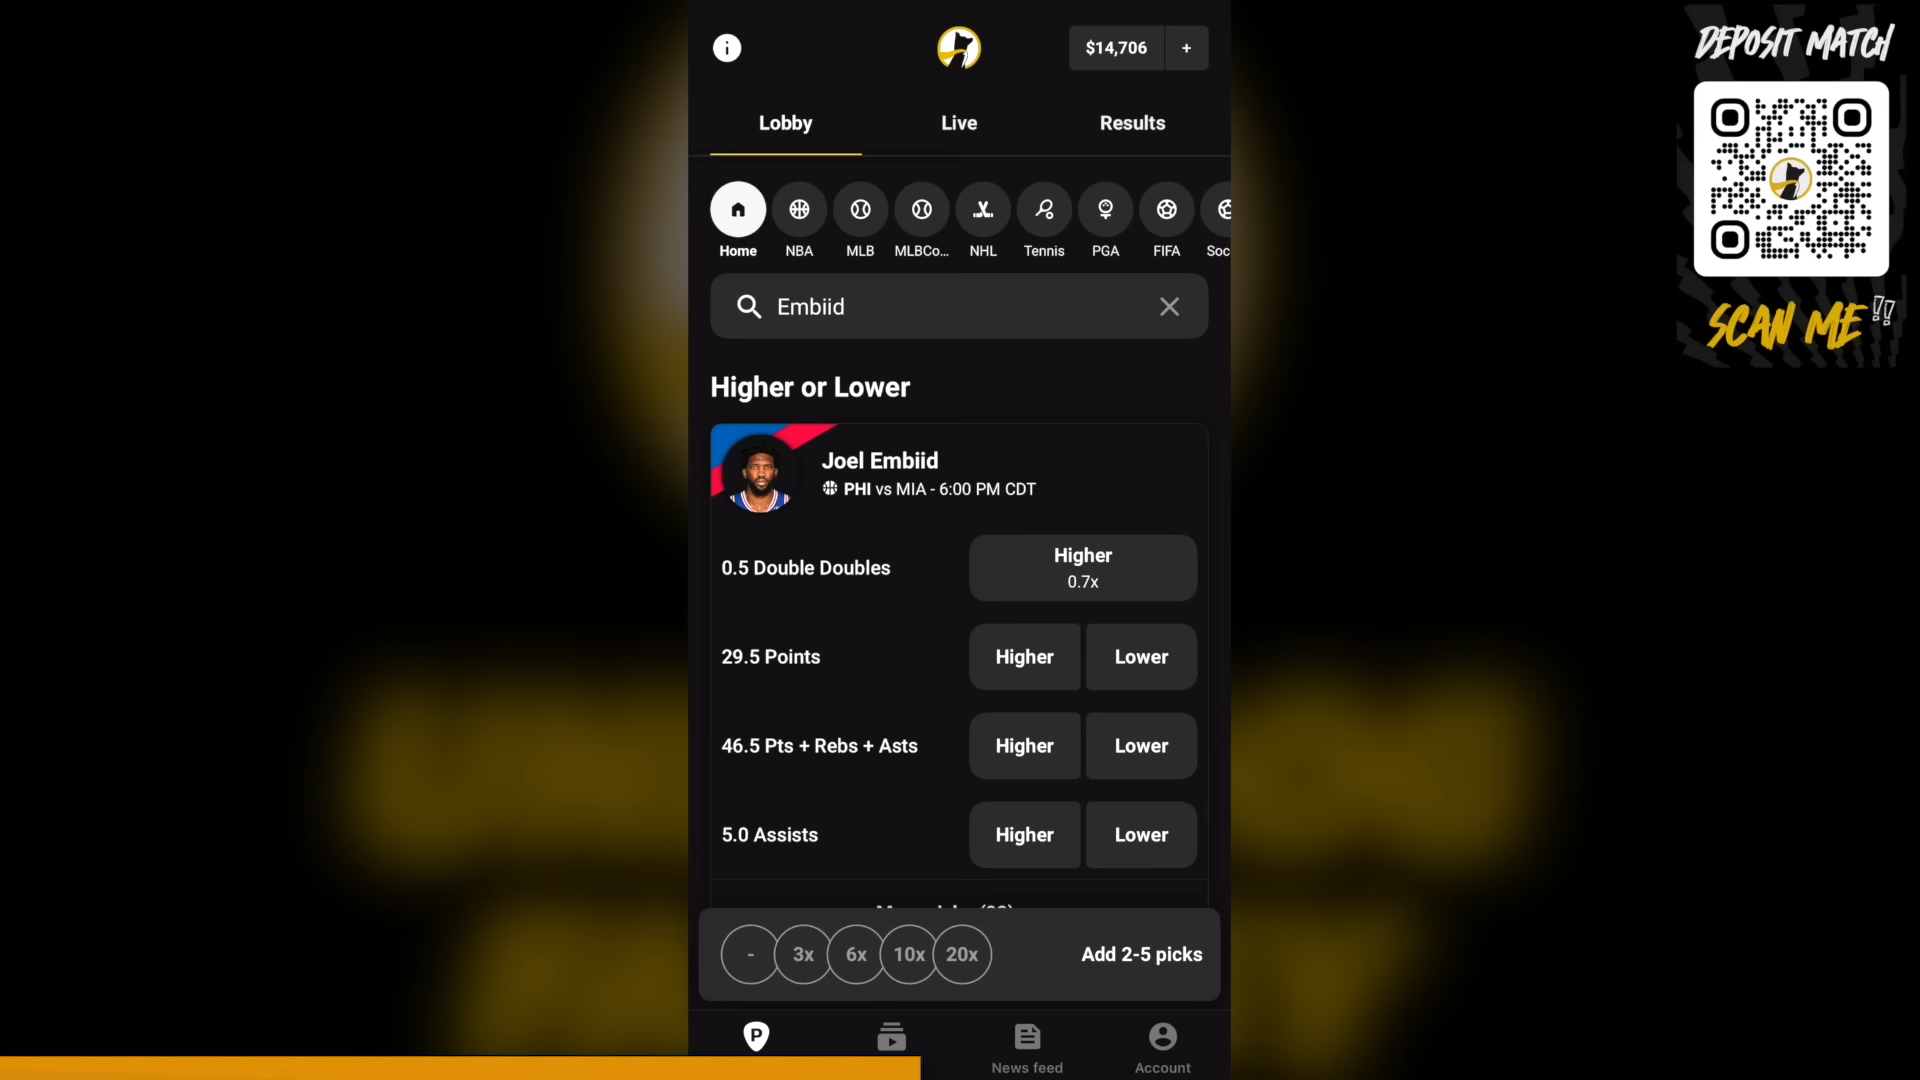 DEPOSIT MATCH
SCAN ME!!
$14,706 +
Lobby Live Results
Home NBA MLB MLBCo... NHL Tennis PGA FIFA Soc
Embiid
Higher or Lower
Joel Embiid
PHI vs MIA - 6:00 PM CDT
0.5 Double Doubles Higher
0.7x
29.5 Points Higher Lower
46.5 Pts + Rebs + Asts Higher Lower
5.0 Assists Higher Lower
- 3x 6x 10x 20x Add 2-5 picks
P
News feed Account